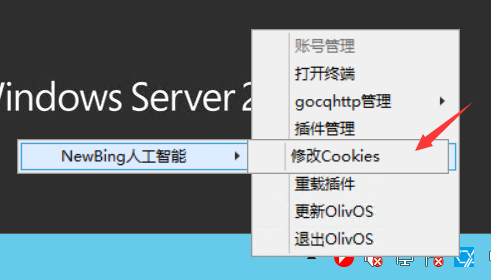 账号管理
打开终端
Windows Server 2
gocqhttp管理
插件管理
NewBing人工智能
修改Cookies
重载插件
更新OlivOS
退出OlivOS